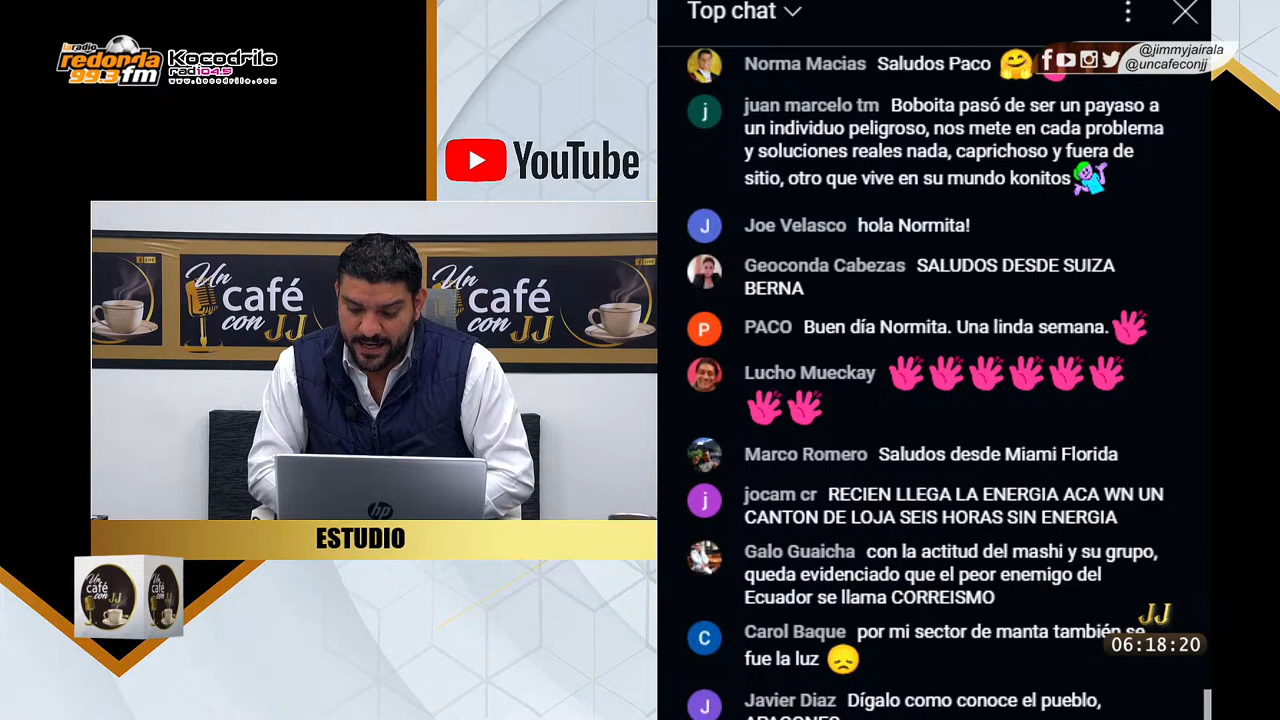 la radio
redonda
99.3fm
Kocodrilo
radio 104.5
www.kocodrilo.com
YouTube
Un
café
con JJ
Un
café
con JJ
LIVE
LIVE
hp
ESTUDIO
Un
café
con JJ
Top chat
@jimmyjairala
@uncafeconjj
Norma Macias Saludos Paco
juan marcelo tm Boboita pasó de ser un payaso a
un individuo peligroso, nos mete en cada problema
y soluciones reales nada, caprichoso y fuera de
sitio, otro que vive en su mundo konitos
J
Joe Velasco hola Normita!
Geoconda Cabezas SALUDOS DESDE SUIZA
BERNA
P
PACO Buen día Normita. Una linda semana.
Lucho Mueckay
Marco Romero Saludos desde Miami Florida
j
jocam cr RECIEN LLEGA LA ENERGIA ACA WN UN
CANTON DE LOJA SEIS HORAS SIN ENERGIA
Galo Guaicha con la actitud del mashi y su grupo,
queda evidenciado que el peor enemigo del
Ecuador se llama CORREISMO
C
Carol Baque por mi sector de manta también se
fue la luz
JJ
06:18:20
J
Javier Diaz Dígalo como conoce el pueblo,